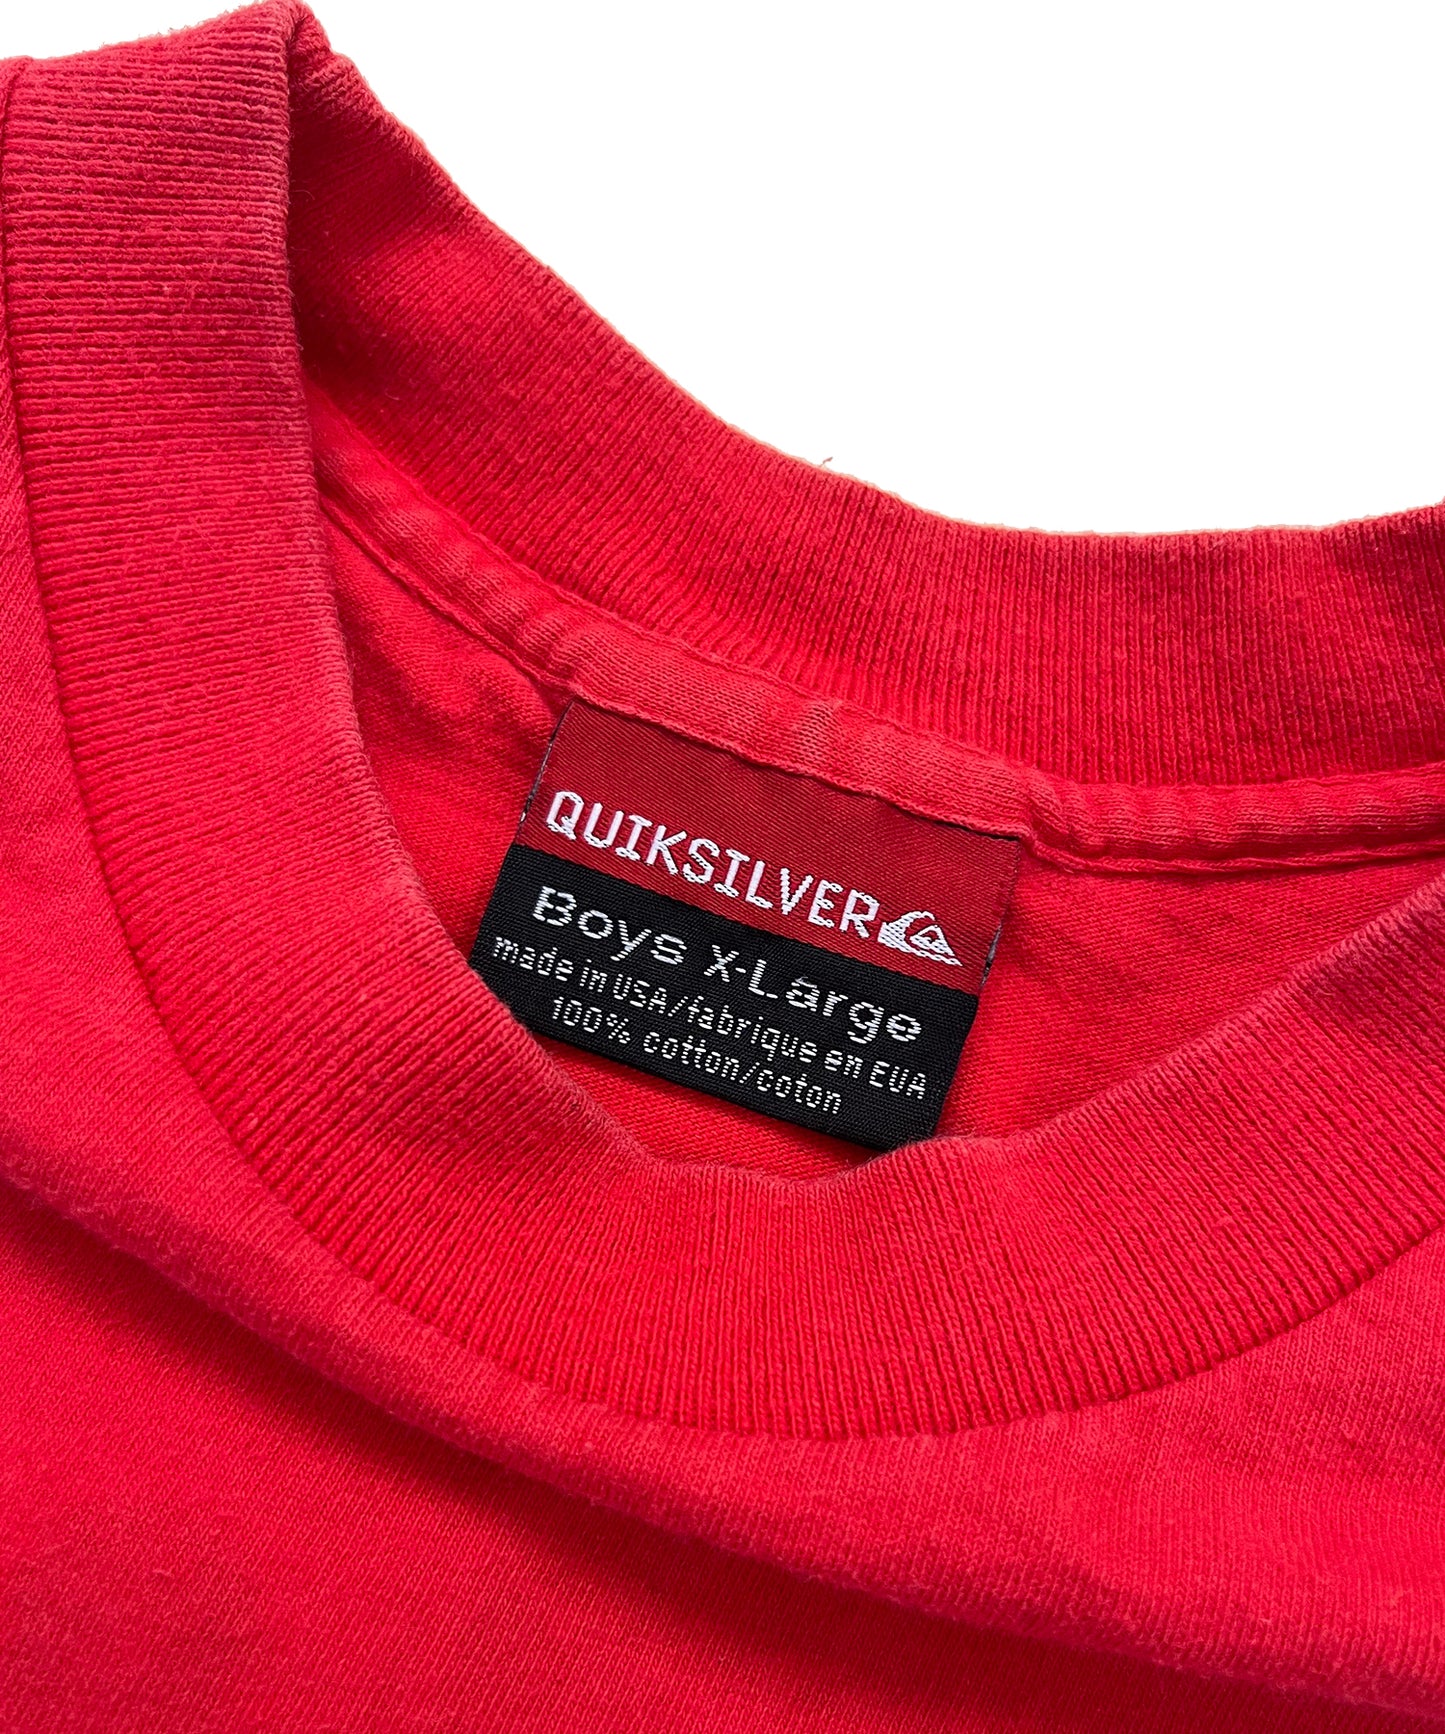 QUIKSILVER
Boys X-Large
made in USA/fabrique en EUA
100% cotton/coton